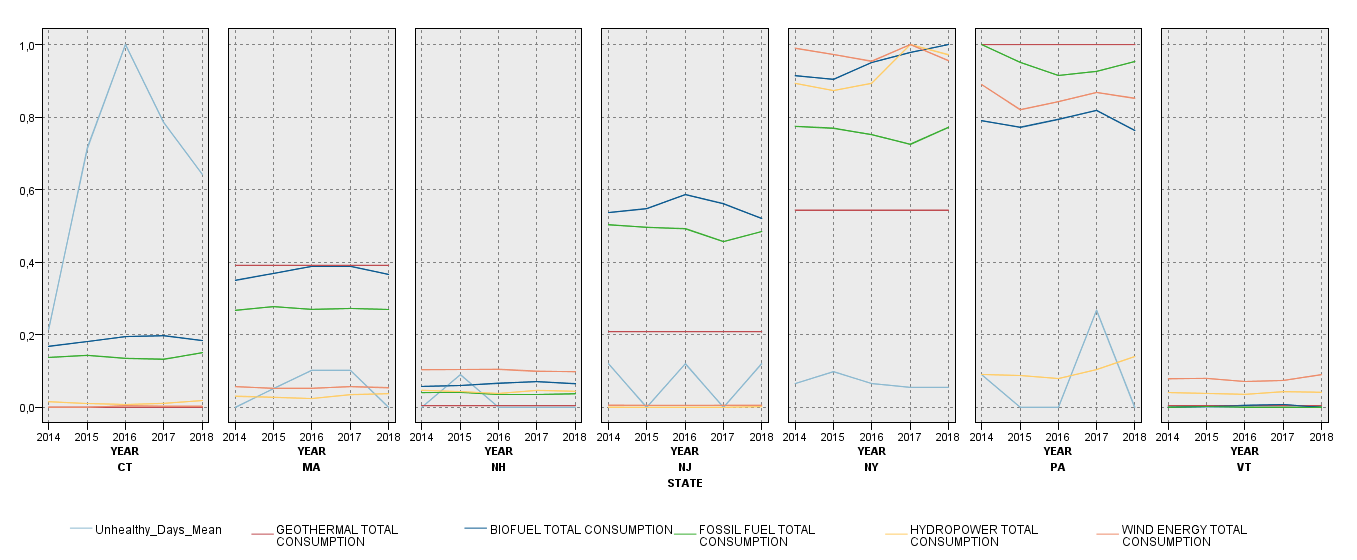 1,0
0,8
0,6
0,4
0,2
0,0
2014 2015 2016 2017 2018 2014 2015 2016 2017 2018 2014 2015 2016 2017 2018 2014 2015 2016 2017 2018 2014 2015 2016 2017 2018 2014 2015 2016 2017 2018 2014 2015 2016 2017 2018
YEAR YEAR YEAR YEAR YEAR YEAR YEAR
CT MA NH NJ NY PA VT
STATE
Unhealthy_Days_Mean
GEOTHERMAL TOTAL
CONSUMPTION
BIOFUEL TOTAL CONSUMPTION
FOSSIL FUEL TOTAL
CONSUMPTION
HYDROPOWER TOTAL
CONSUMPTION
WIND ENERGY TOTAL
CONSUMPTION